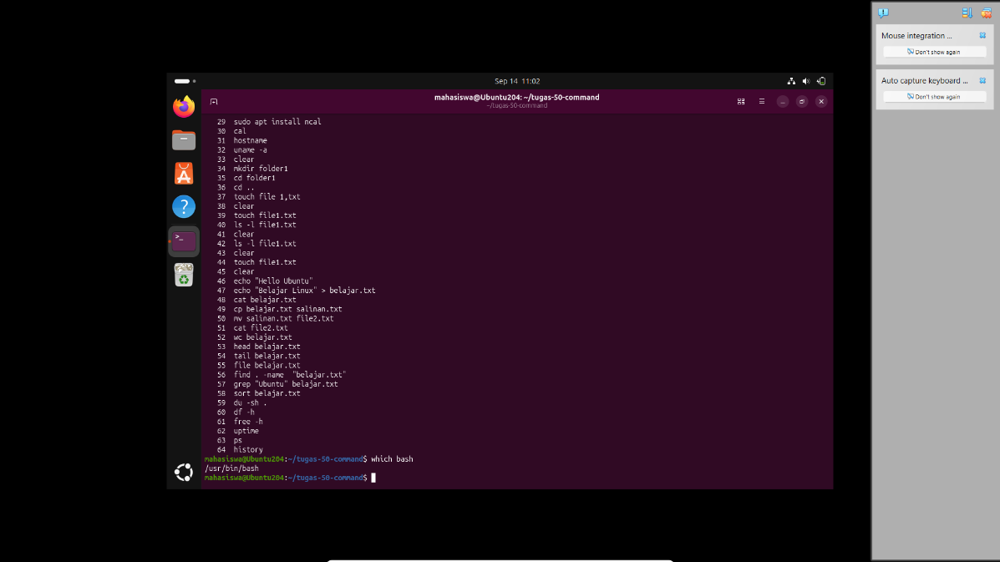 Sep 14 11:02
mahasiswa@Ubuntu204: ~/tugas-50-command
~/tugas-50-command
29 sudo apt install ncal
30 cal
31 hostname
32 uname -a
33 clear
34 mkdir folder1
35 cd folder1
36 cd ..
37 touch file 1,txt
38 clear
39 touch file1.txt
40 ls -l file1.txt
41 clear
42 ls -l file1.txt
43 clear
44 touch file1.txt
45 clear
46 echo "Hello Ubuntu"
47 echo "Belajar Linux" > belajar.txt
48 cat belajar.txt
49 cp belajar.txt salinan.txt
50 mv salinan.txt file2.txt
51 cat file2.txt
52 wc belajar.txt
53 head belajar.txt
54 tail belajar.txt
55 file belajar.txt
56 find . -name  "belajar.txt"
57 grep "Ubuntu" belajar.txt
58 sort belajar.txt
59 du -sh .
60 df -h
61 free -h
62 uptime
63 ps
64 history
mahasiswa@Ubuntu204:~/tugas-50-command$ which bash
/usr/bin/bash
mahasiswa@Ubuntu204:~/tugas-50-command$
Mouse integration ...
Don't show again
Auto capture keyboard ...
Don't show again